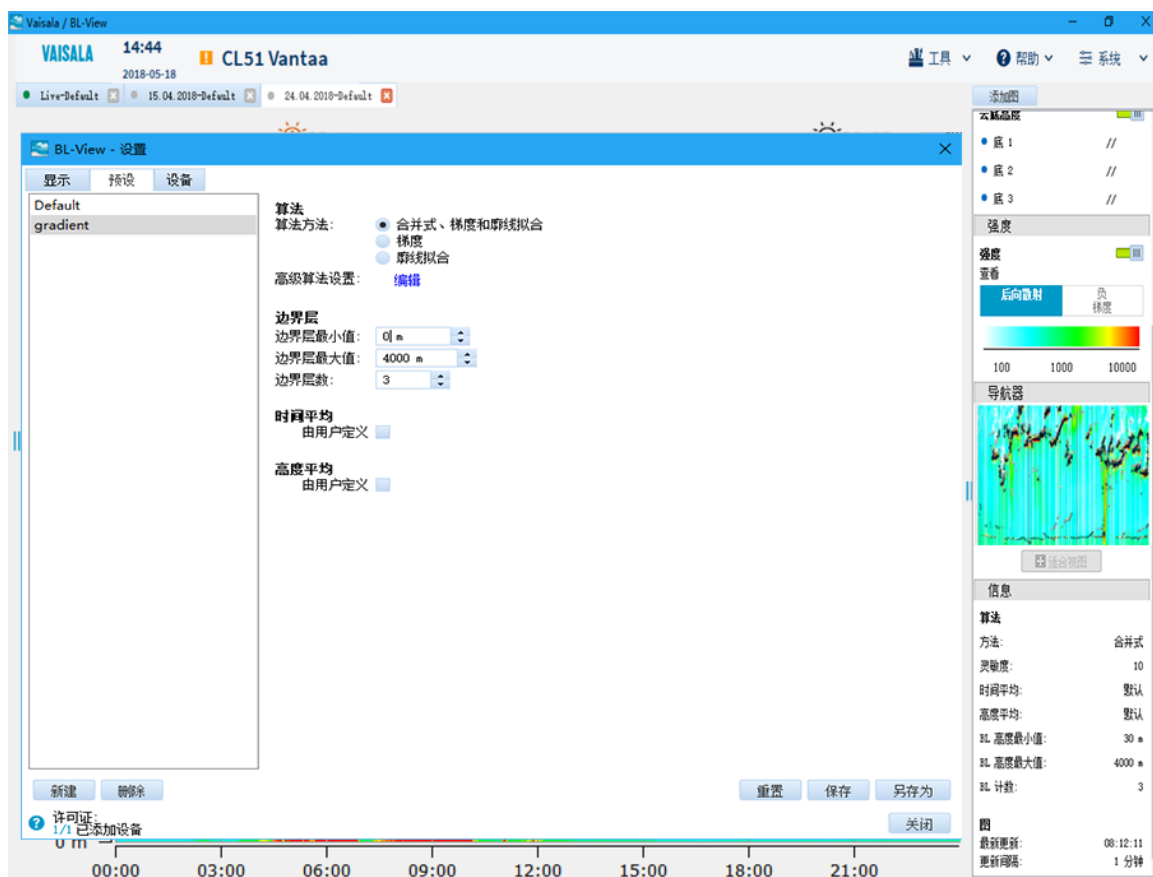 Vaisala / BL-View
VAISALA
14:44
2018-05-18
CL51 Vantaa
工具
帮助
系统
Live-Default
15.04.2018-Default
24.04.2018-Default
添加图
BL-View - 设置
显示
预设
设备
Default
gradient
算法
算法方法:
合并式、梯度和廓线拟合
梯度
廓线拟合
高级算法设置:
编辑
边界层
边界层最小值:
0 m
边界层最大值:
4000 m
边界层数:
3
时间平均
由用户定义
高度平均
由用户定义
新建
删除
重置
保存
另存为
许可证:
1/1 已添加设备
关闭
云底高度
底 1 //
底 2 //
底 3 //
强度
强度
查看
后向散射
负
梯度
100 1000 10000
导航器
适合视图
信息
算法
方法: 合并式
灵敏度: 10
时间平均: 默认
高度平均: 默认
BL 高度最小值: 30 m
BL 高度最大值: 4000 m
BL 计数: 3
图
最新更新: 08:12:11
更新间隔: 1 分钟
0 m
00:00 03:00 06:00 09:00 12:00 15:00 18:00 21:00